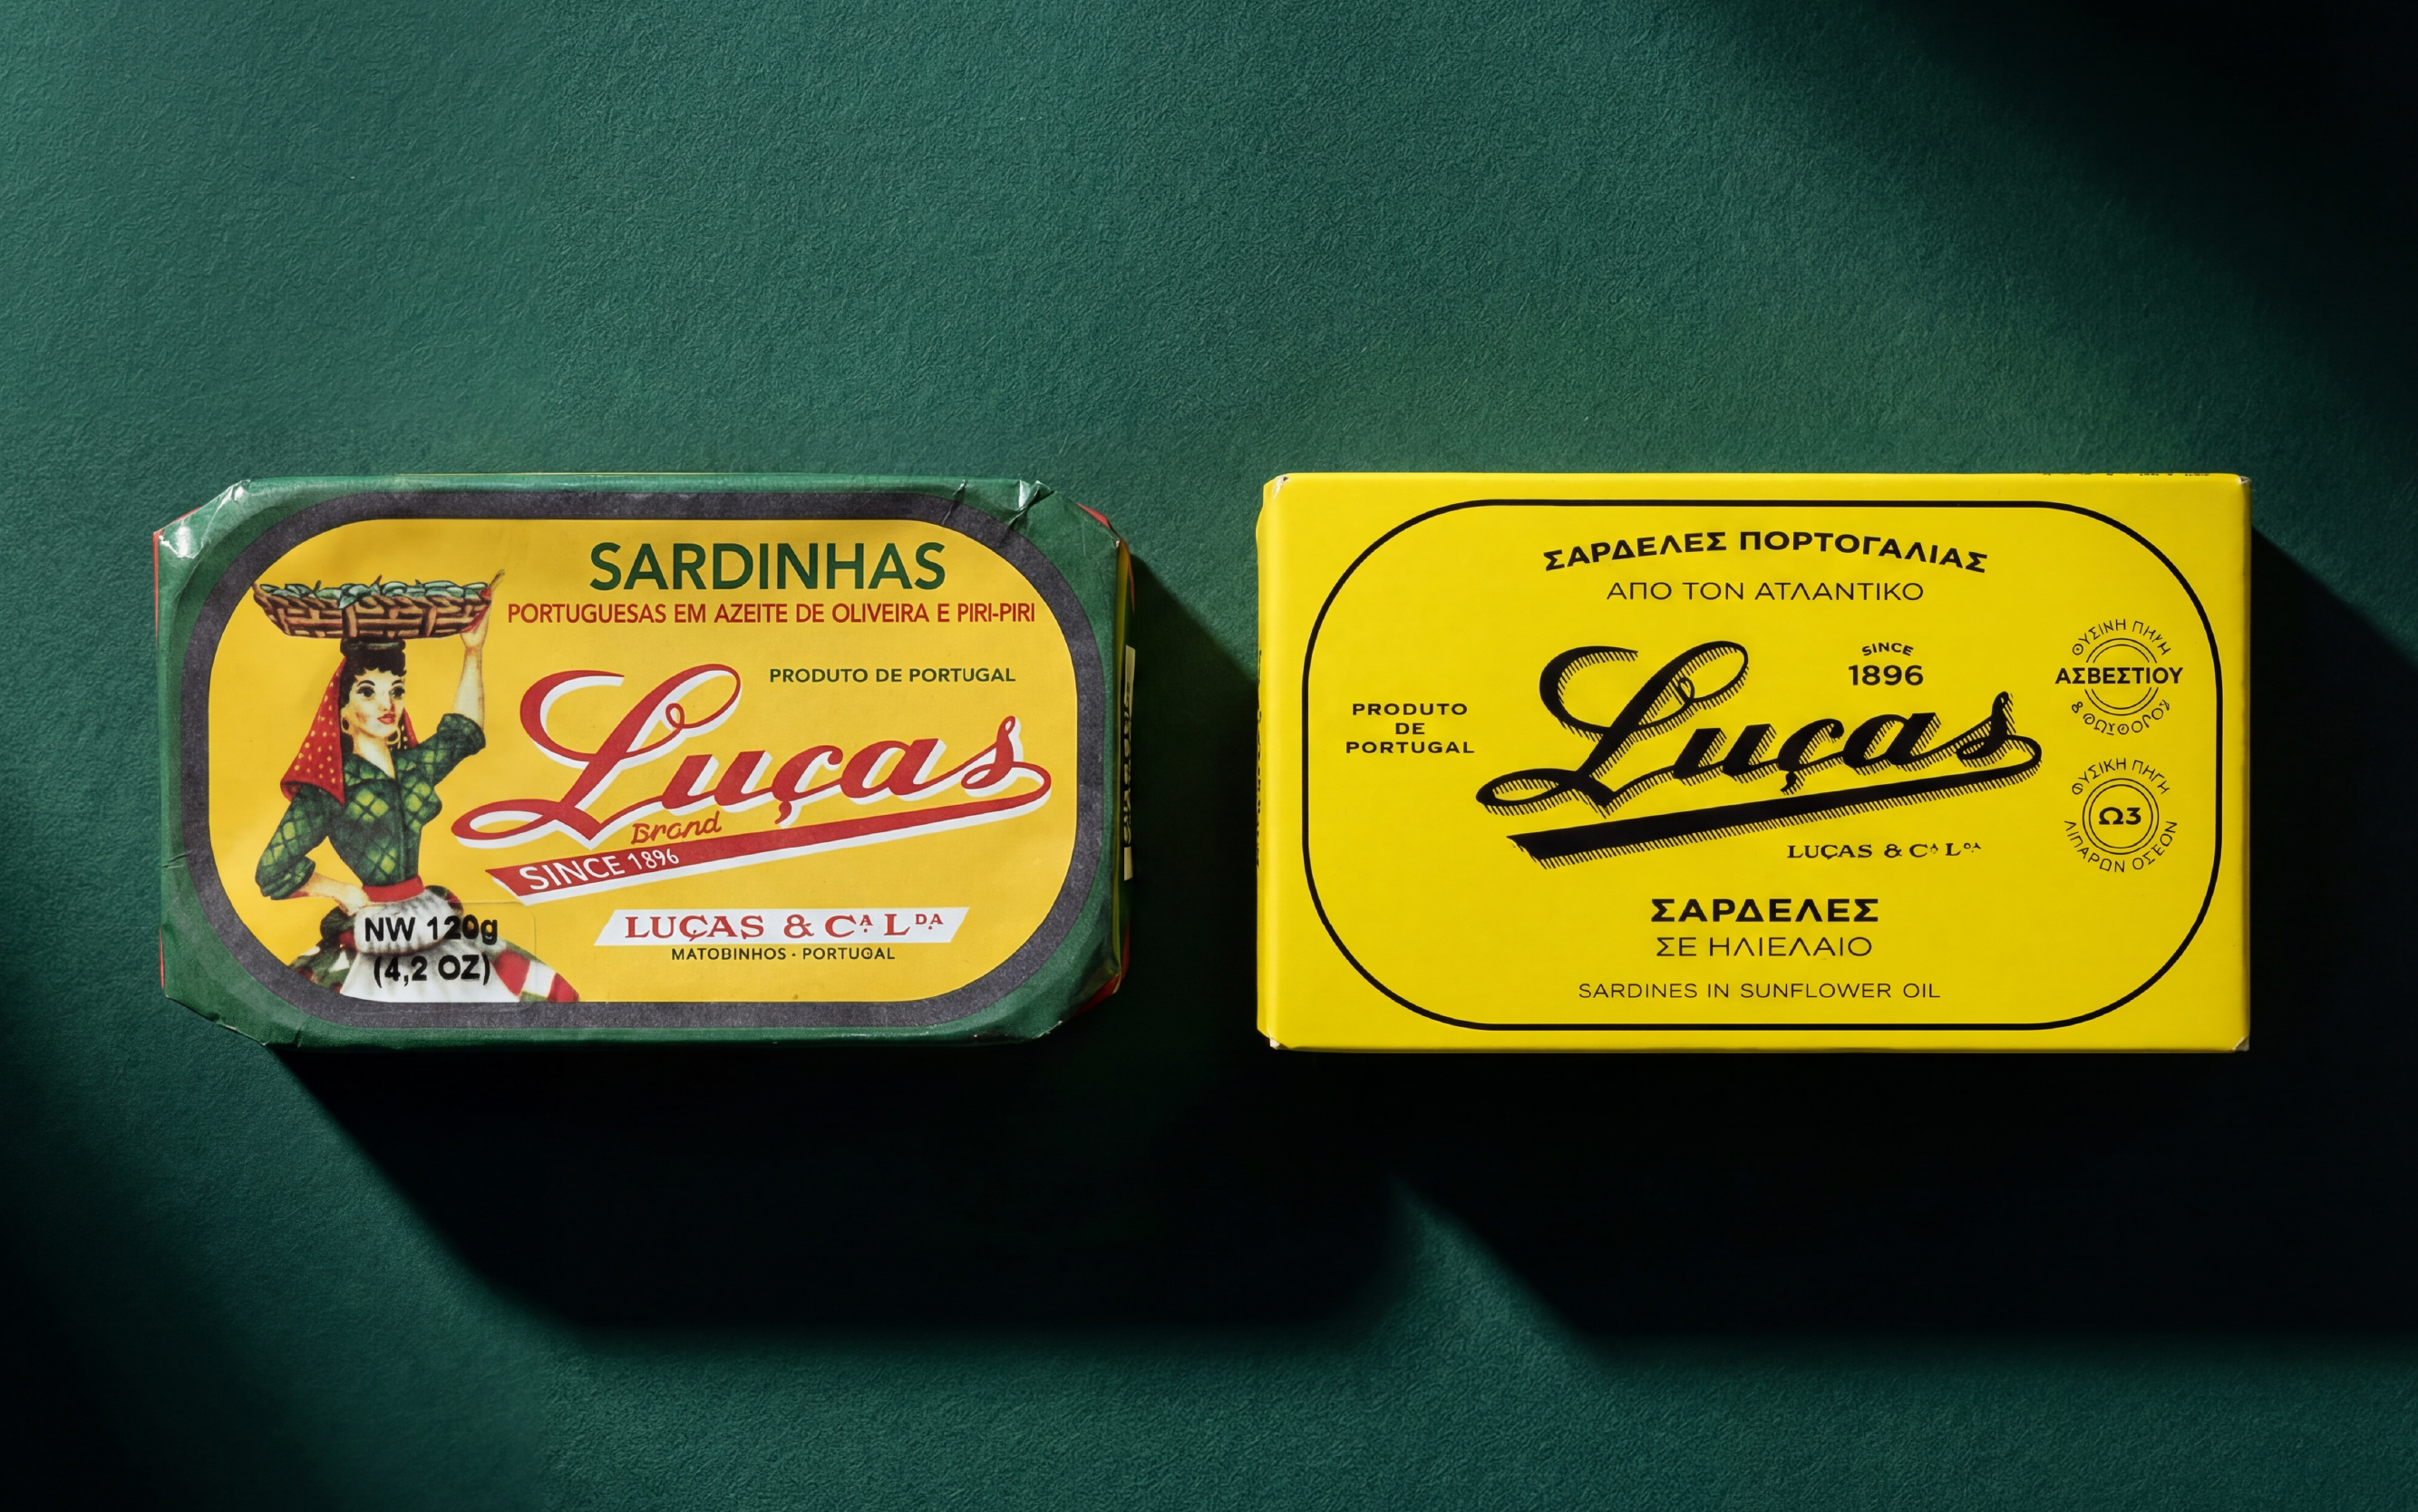 SARDINHAS
PORTUGUESAS EM AZEITE DE OLIVEIRA E PIRI-PIRI
PRODUTO DE PORTUGAL
Luças
Brand
SINCE 1896
LUÇAS & Cᴬ. Lᴰᴬ
MATOBINHOS · PORTUGAL
NW 120g
(4,2 OZ)
ΣΑΡΔΕΛΕΣ ΠΟΡΤΟΓΑΛΙΑΣ
ΑΠΟ ΤΟΝ ΑΤΛΑΝΤΙΚΟ
SINCE
1896
PRODUTO
DE
PORTUGAL
Luças
LUÇAS & Cᴬ. Lᴰᴬ
ΑΣΒΕΣΤΙΟΥ
ΦΥΣΙΚΗ ΠΗΓΗ
Ω3
ΛΙΠΑΡΩΝ ΟΞΕΩΝ
ΣΑΡΔΕΛΕΣ
ΣΕ ΗΛΙΕΛΑΙΟ
SARDINES IN SUNFLOWER OIL